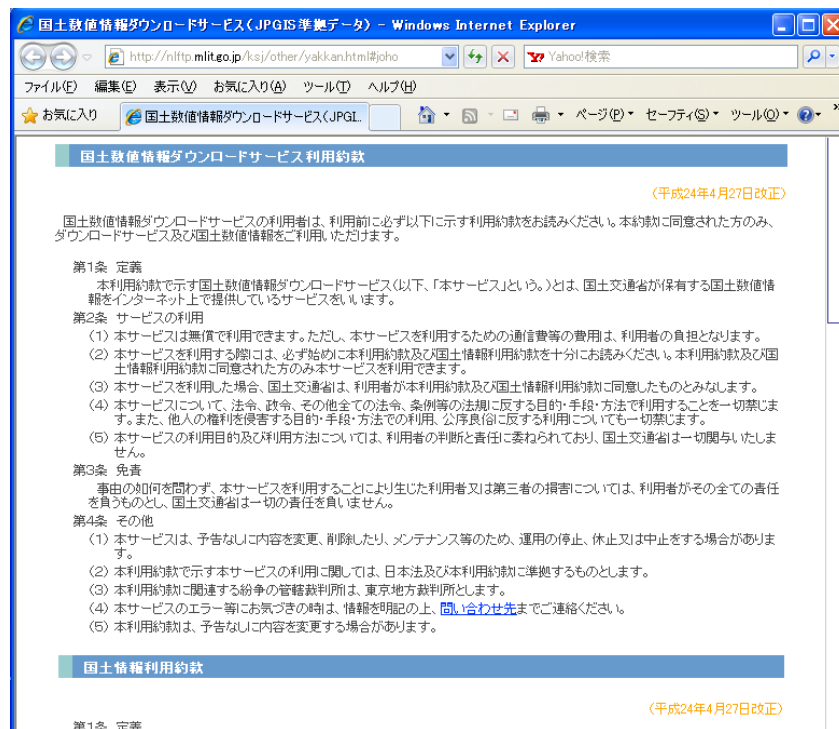 国土数値情報ダウンロードサービス(JPGIS準拠データ) - Windows Internet Explorer
http://nlftp.mlit.go.jp/ksj/other/yakkan.html#joho
Yahoo!検索
ファイル(F) 編集(E) 表示(V) お気に入り(A) ツール(T) ヘルプ(H)
お気に入り 国土数値情報ダウンロードサービス(JPGI... ページ(P) セーフティ(S) ツール(O)
国土数値情報ダウンロードサービス利用約款
(平成24年4月27日改正)
国土数値情報ダウンロードサービスの利用者は、利用前に必ず以下に示す利用約款をお読みください。本約款に同意された方のみ、
ダウンロードサービス及び国土数値情報をご利用いただけます。
第1条 定義
本利用約款で示す国土数値情報ダウンロードサービス(以下、「本サービス」という。)とは、国土交通省が保有する国土数値情
報をインターネット上で提供しているサービスをいいます。
第2条 サービスの利用
(1) 本サービスは無償で利用できます。ただし、本サービスを利用するための通信費等の費用は、利用者の負担となります。
(2) 本サービスを利用する際には、必ず始めに本利用約款及び国土情報利用約款を十分にお読みください。本利用約款及び国
土情報利用約款に同意された方のみ本サービスを利用できます。
(3) 本サービスを利用した場合、国土交通省は、利用者が本利用約款及び国土情報利用約款に同意したものとみなします。
(4) 本サービスについて、法令、政令、その他全ての法令、条例等の法規に反する目的・手段・方法で利用することを一切禁じま
す。また、他人の権利を侵害する目的・手段・方法での利用、公序良俗に反する利用についても一切禁じます。
(5) 本サービスの利用目的及び利用方法については、利用者の判断と責任に委ねられており、国土交通省は一切関与いたしま
せん。
第3条 免責
事由の如何を問わず、本サービスを利用することにより生じた利用者又は第三者の損害については、利用者がその全ての責任
を負うものとし、国土交通省は一切の責任を負いません。
第4条 その他
(1) 本サービスは、予告なしに内容を変更、削除したり、メンテナンス等のため、運用の停止、休止又は中止をする場合がありま
す。
(2) 本利用約款で示す本サービスの利用に関しては、日本法及び本利用約款に準拠するものとします。
(3) 本利用約款に関連する紛争の管轄裁判所は、東京地方裁判所とします。
(4) 本サービスのエラー等にお気づきの時は、情報を明記の上、問い合わせ先までご連絡ください。
(5) 本利用約款は、予告なしに内容を変更する場合があります。
国土情報利用約款
(平成24年4月27日改正)
第1条 定義